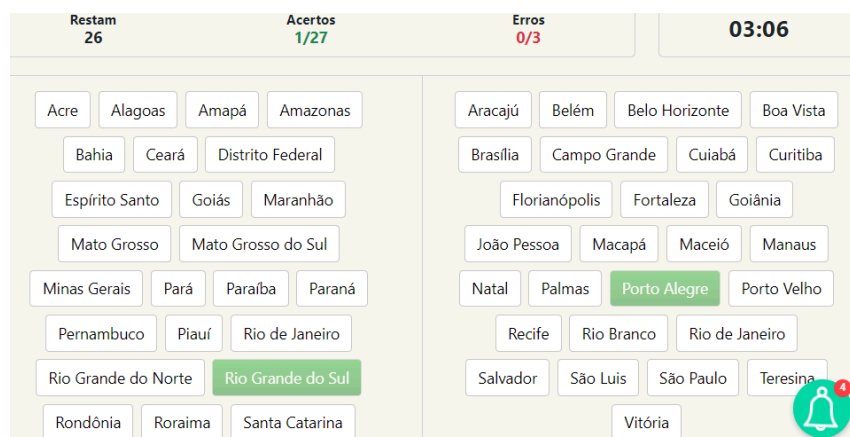 Restam Acertos Erros
26 1/27 0/3 03:06
Acre Alagoas Amapá Amazonas
Bahia Ceará Distrito Federal
Espírito Santo Goiás Maranhão
Mato Grosso Mato Grosso do Sul
Minas Gerais Pará Paraíba Paraná
Pernambuco Piauí Rio de Janeiro
Rio Grande do Norte Rio Grande do Sul
Rondônia Roraima Santa Catarina
Aracajú Belém Belo Horizonte Boa Vista
Brasília Campo Grande Cuiabá Curitiba
Florianópolis Fortaleza Goiânia
João Pessoa Macapá Maceió Manaus
Natal Palmas Porto Alegre Porto Velho
Recife Rio Branco Rio de Janeiro
Salvador São Luis São Paulo Teresina
4
Vitória